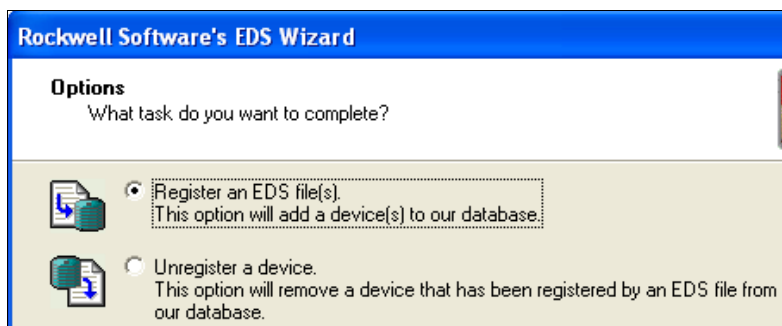 Rockwell Software's EDS Wizard
Options
What task do you want to complete?
Register an EDS file(s).
This option will add a device(s) to our database.
Unregister a device.
This option will remove a device that has been registered by an EDS file from
our database.